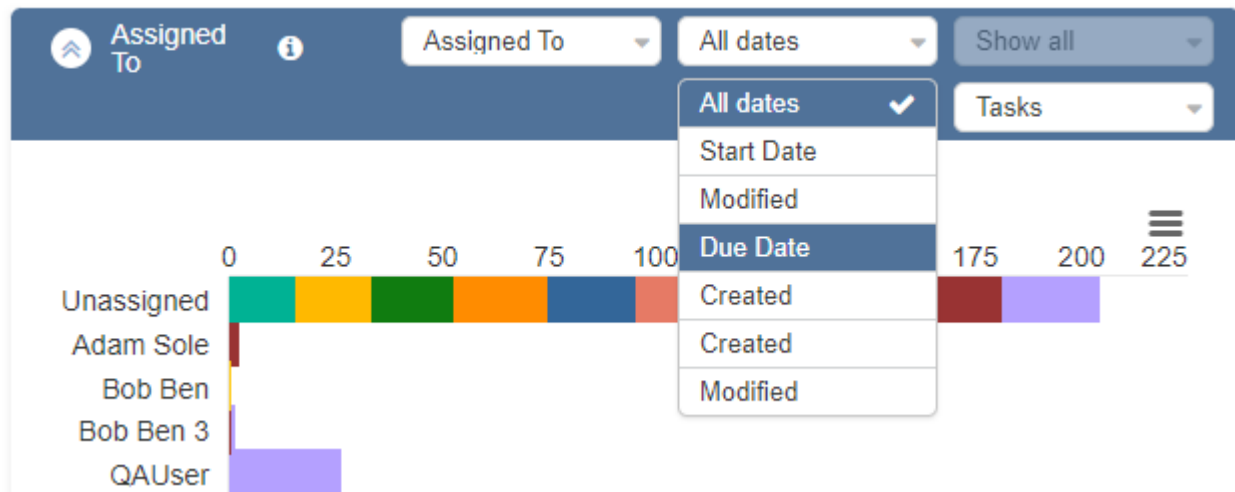 Assigned
To
Assigned To
All dates
Show all
Tasks
All dates
Start Date
Modified
Due Date
Created
Created
Modified
0 25 50 75 100 175 200 225
Unassigned
Adam Sole
Bob Ben
Bob Ben 3
QAUser